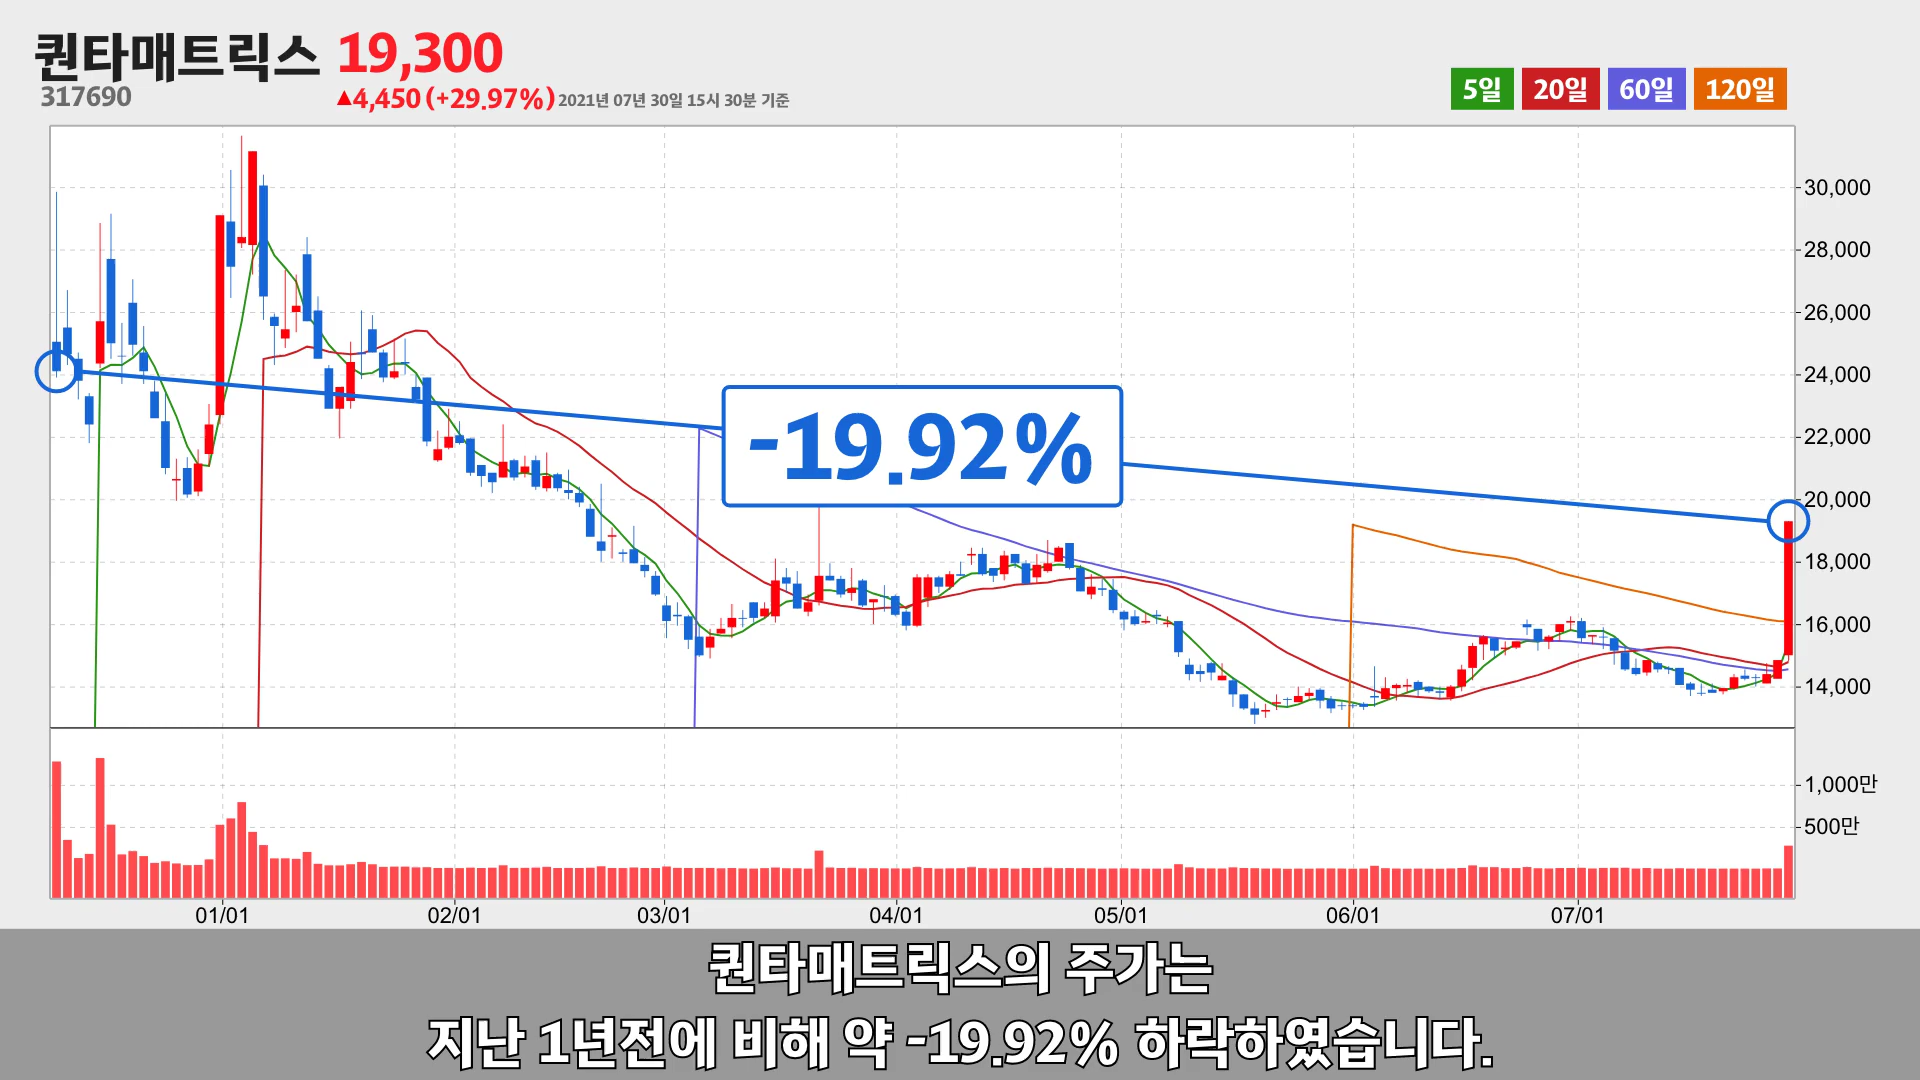 퀀타매트릭스 19,300
317690
▲4,450 (+29.97%) 2021년 07년 30일 15시 30분 기준
5일 20일 60일 120일
30,000
28,000
26,000
24,000
22,000
20,000
18,000
16,000
14,000
-19.92%
1,000만
500만
01/01 02/01 03/01 04/01 05/01 06/01 07/01
퀀타매트릭스의 주가는
지난 1년전에 비해 약 -19.92% 하락하였습니다.